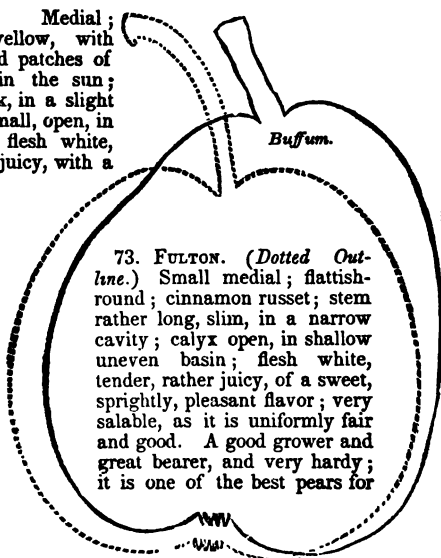 Medial ;
yellow, with
patches of
in the sun ;
in a slight
small, open, in
flesh white,
juicy, with a
Buffum.
73. FULTON. (Dotted Out-
line.) Small medial ; flattish-
round ; cinnamon russet ; stem
rather long, slim, in a narrow
cavity ; calyx open, in shallow
uneven basin ; flesh white,
tender, rather juicy, of a sweet,
sprightly, pleasant flavor ; very
salable, as it is uniformly fair
and good. A good grower and
great bearer, and very hardy ;
it is one of the best pears for